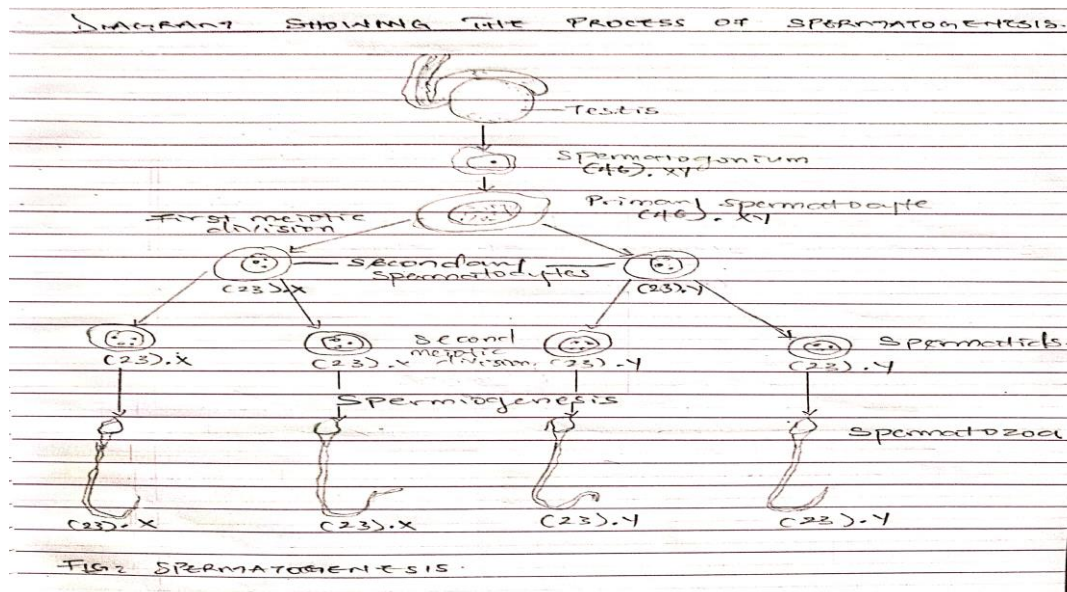 DIAGRAM SHOWING THE PROCESS OF SPERMATOGENESIS.
Testis
Spermatogonium
(46). XY
Primary spermatocyte
(46). XY
First meiotic
division
Secondary
spermatocytes
(23).X
(23).Y
Second
meiotic
division.
Spermatids.
(23).X
(23).X
(23).Y
(23).Y
Spermiogenesis
Spermatozoa
(23).X
(23).X
(23).Y
(23).Y
FIG: SPERMATOGENESIS.